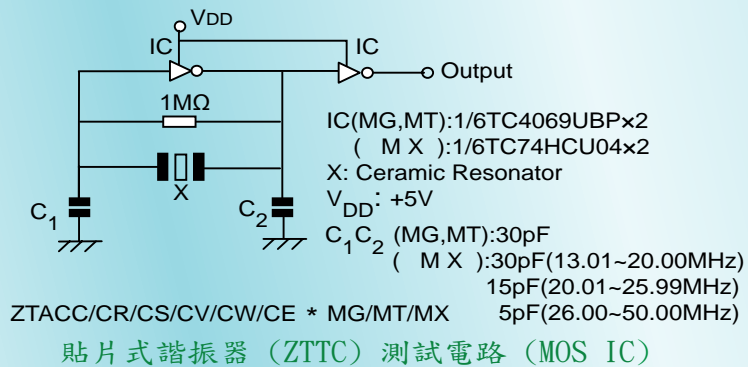 VDD
IC
IC
Output
1MΩ
IC(MG,MT):1/6TC4069UBP×2
( M X ):1/6TC74HCU04×2
X
X: Ceramic Resonator
VDD: +5V
C1
C2
C1C2 (MG,MT):30pF
( M X ):30pF(13.01~20.00MHz)
15pF(20.01~25.99MHz)
ZTACC/CR/CS/CV/CW/CE * MG/MT/MX
5pF(26.00~50.00MHz)
貼片式諧振器 (ZTTC) 測試電路 (MOS IC)